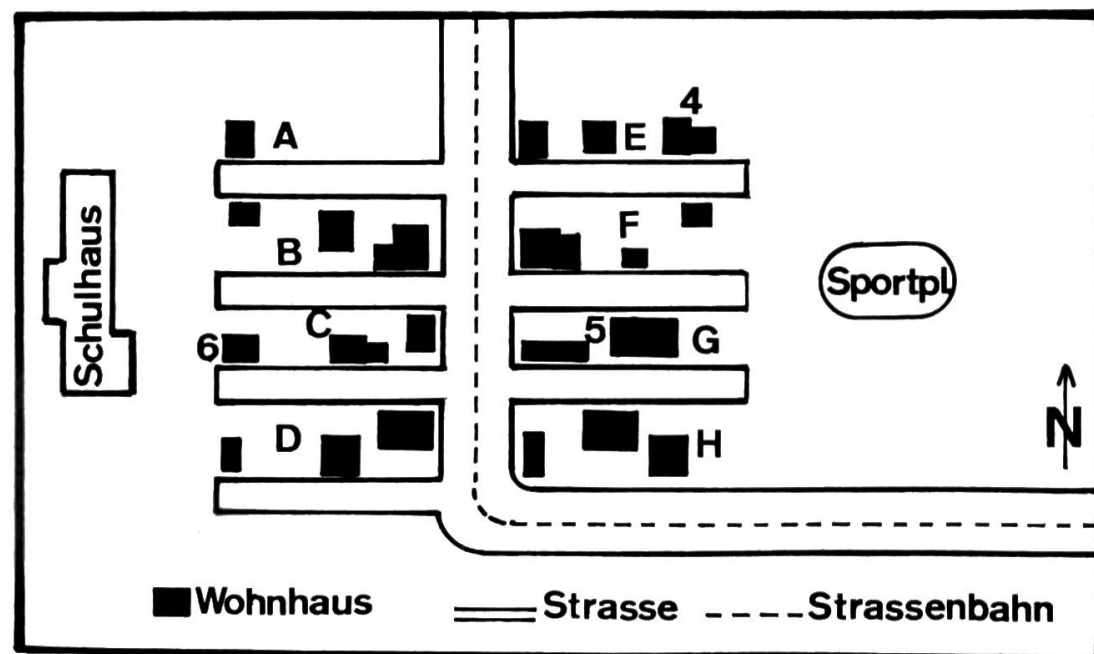 4
A
E
F
B
Schulhaus
Sportpl.
C
5
G
6
D
H
N
Wohnhaus
Strasse
Strassenbahn